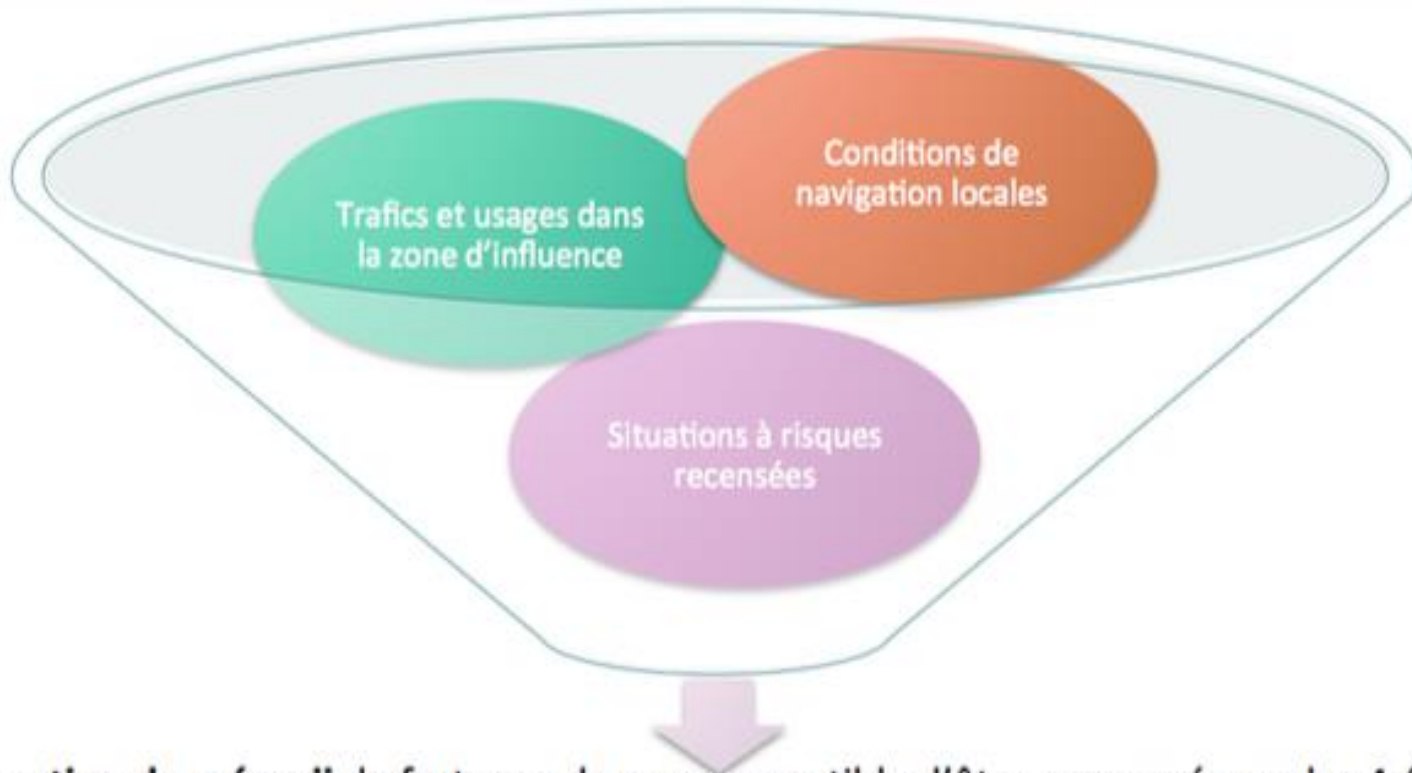 Trafics et usages dans
la zone d'influence
Conditions de
navigation locales
Situations à risques
recensées